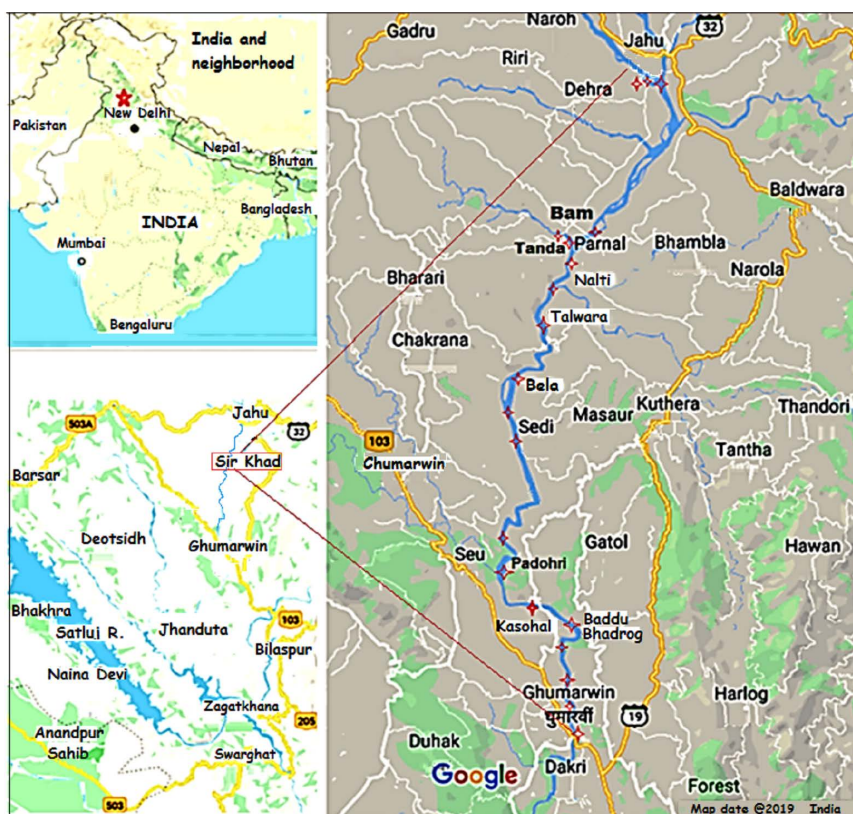 India and
neighborhood
Pakistan
New Delhi
Nepal
Bhutan
INDIA
Bangladesh
Mumbai
Bengaluru
503A
Jahu
32
Sir Khad
Barsar
Deotsidh
Ghumarwin
Bhakhra
Satluj R.
Jhanduta
103
Bilaspur
Naina Devi
Zagatkhana
205
Anandpur
Sahib
Swarghat
503
Naroh
Gadru
Jahu
32
Riri
Dehra
Baldwara
Bam
Tanda
Parnal
Bhambla
Narola
Bharari
Nalti
Talwara
Chakrana
Bela
Masaur
Kuthera
Thandori
Sedi
103
Chumarwin
Tantha
Seu
Gatol
Hawan
Padohri
Kasohal
Baddu
Bhadrog
Ghumarwin
घुमारवीं
19
Harlog
Duhak
Google
Dakri
Forest
Map date @2019 India